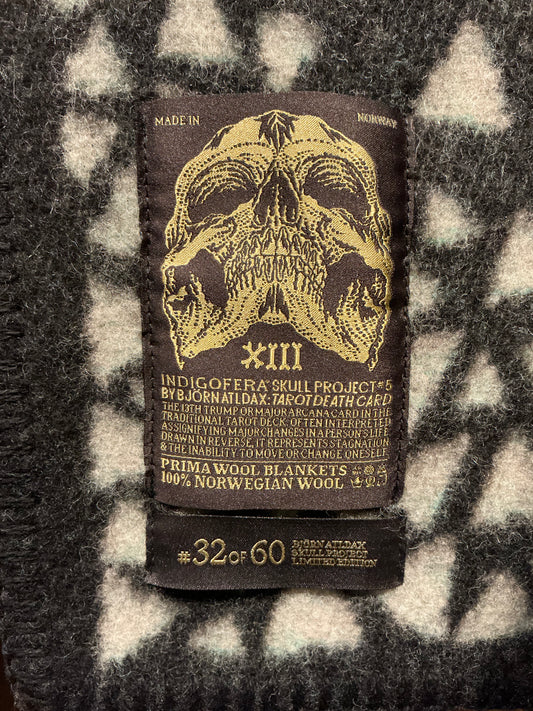 MADE IN NORWAY
XIII
INDIGOFERA SKULL PROJECT #5
BY BJÖRN ATLDAX: TAROT DEATH CARD
THE 13TH TRUMP OR MAJOR ARCANA CARD IN THE
TRADITIONAL TAROT DECK. OFTEN INTERPRETED
ASSIGNIFYING MAJOR CHANGES IN A PERSON'S LIFE.
DRAWN IN REVERSE, IT REPRESENTS STAGNATION
& THE INABILITY TO MOVE OR CHANGE ONESELF.
PRIMA WOOL BLANKETS
100% NORWEGIAN WOOL
#32 OF 60
BJÖRN ATLDAX
SKULL PROJECT
LIMITED EDITION